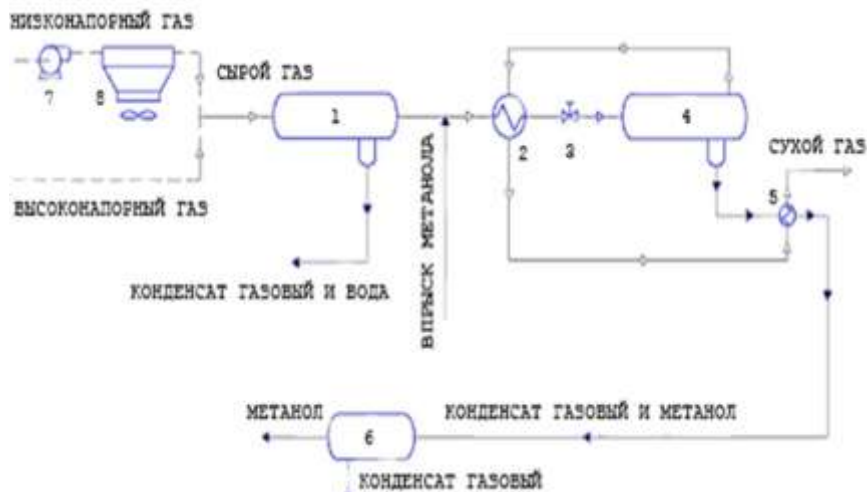 НИЗКОНАПОРНЫЙ ГАЗ
7
8
СЫРОЙ ГАЗ
1
2
3
4
СУХОЙ ГАЗ
5
ВЫСОКОНАПОРНЫЙ ГАЗ
ВПРЫСК МЕТАНОЛА
КОНДЕНСАТ ГАЗОВЫЙ И ВОДА
МЕТАНОЛ
КОНДЕНСАТ ГАЗОВЫЙ И МЕТАНОЛ
6
КОНДЕНСАТ ГАЗОВЫЙ